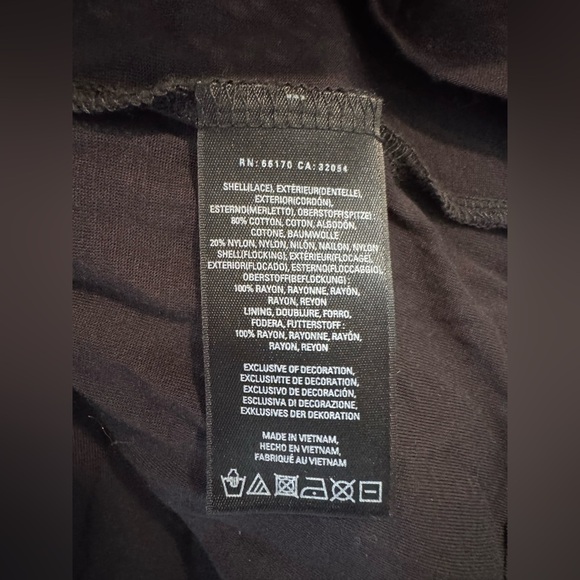 RN: 66170 CA: 32054
SHELL(LACE), EXTÉRIEUR(DENTELLE),
EXTERIOR(CORDÓN),
ESTERNO(MERLETTO), OBERSTOFF(SPITZE) :
80% COTTON, COTON, ALGODÓN,
COTONE, BAUMWOLLE
20% NYLON, NYLON, NILÓN, NAILON, NYLON
SHELL(FLOCKING), EXTÉRIEUR(FLOCAGE),
EXTERIOR(FLOCADO), ESTERNO(FLOCCAGGIO),
OBERSTOFF(BEFLOCKUNG) :
100% RAYON, RAYONNE, RAYÓN,
RAYON, REYON
LINING, DOUBLURE, FORRO,
FODERA, FUTTERSTOFF :
100% RAYON, RAYONNE, RAYÓN,
RAYON, REYON
EXCLUSIVE OF DECORATION,
EXCLUSIVITE DE DECORATION,
EXCLUSIVO DE DECORACIÓN,
ESCLUSIVA DI DECORAZIONE,
EXKLUSIVES DER DEKORATION
MADE IN VIETNAM,
HECHO EN VIETNAM,
FABRIQUÉ AU VIETNAM